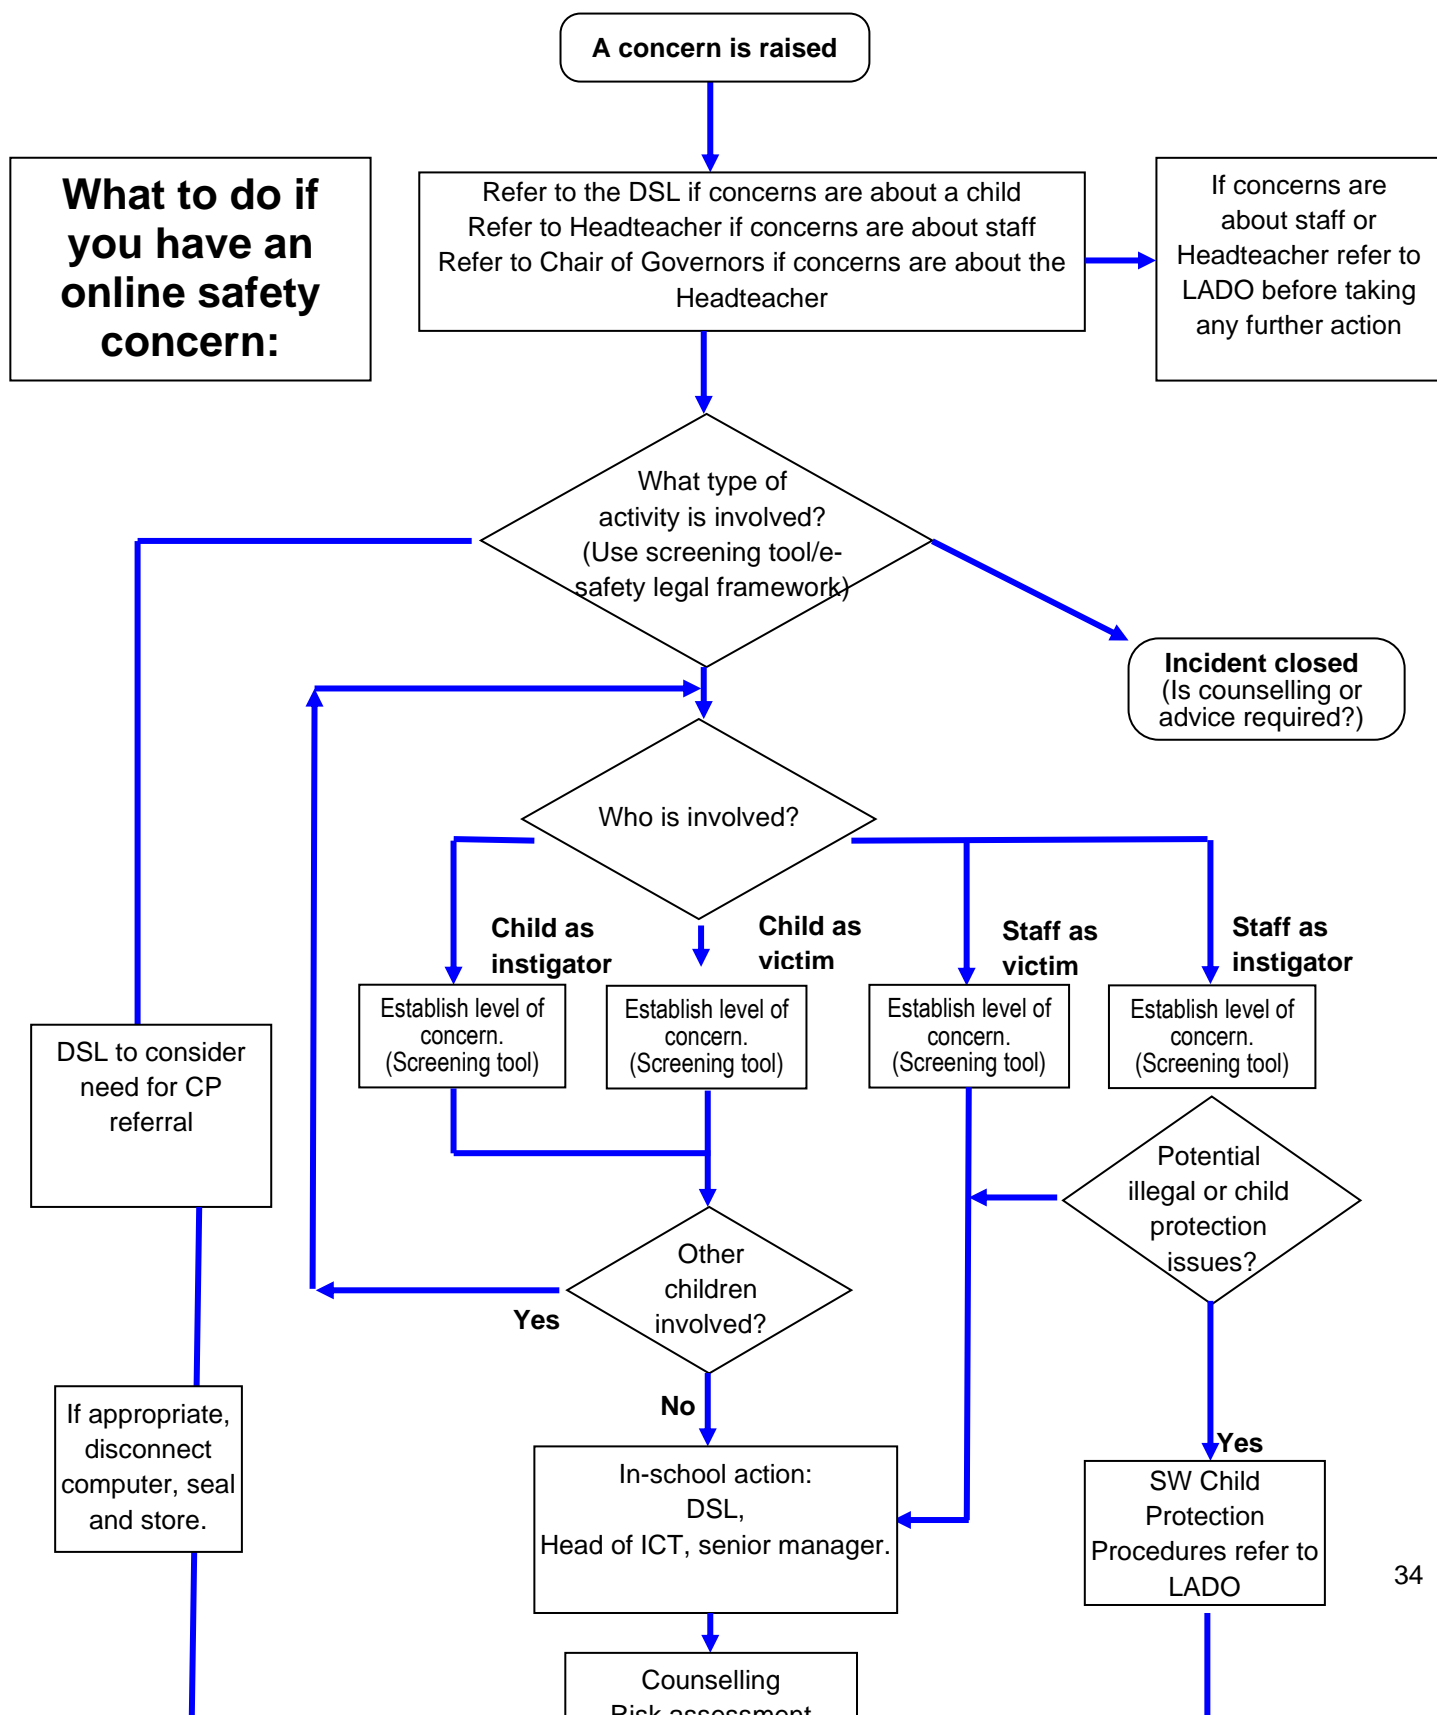 A concern is raised
What to do if
you have an
online safety
concern:
Refer to the DSL if concerns are about a child
Refer to Headteacher if concerns are about staff
Refer to Chair of Governors if concerns are about the
Headteacher
If concerns are
about staff or
Headteacher refer to
LADO before taking
any further action
What type of
activity is involved?
(Use screening tool/e-
safety legal framework)
Incident closed
(Is counselling or
advice required?)
Who is involved?
Child as
instigator
Child as
victim
Staff as
victim
Staff as
instigator
Establish level of
concern.
(Screening tool)
Establish level of
concern.
(Screening tool)
Establish level of
concern.
(Screening tool)
Establish level of
concern.
(Screening tool)
DSL to consider
need for CP
referral
Potential
illegal or child
protection
issues?
Other
children
involved?
Yes
No
If appropriate,
disconnect
computer, seal
and store.
In-school action:
DSL,
Head of ICT, senior manager.
Yes
SW Child
Protection
Procedures refer to
LADO
34
Counselling
Risk assessment